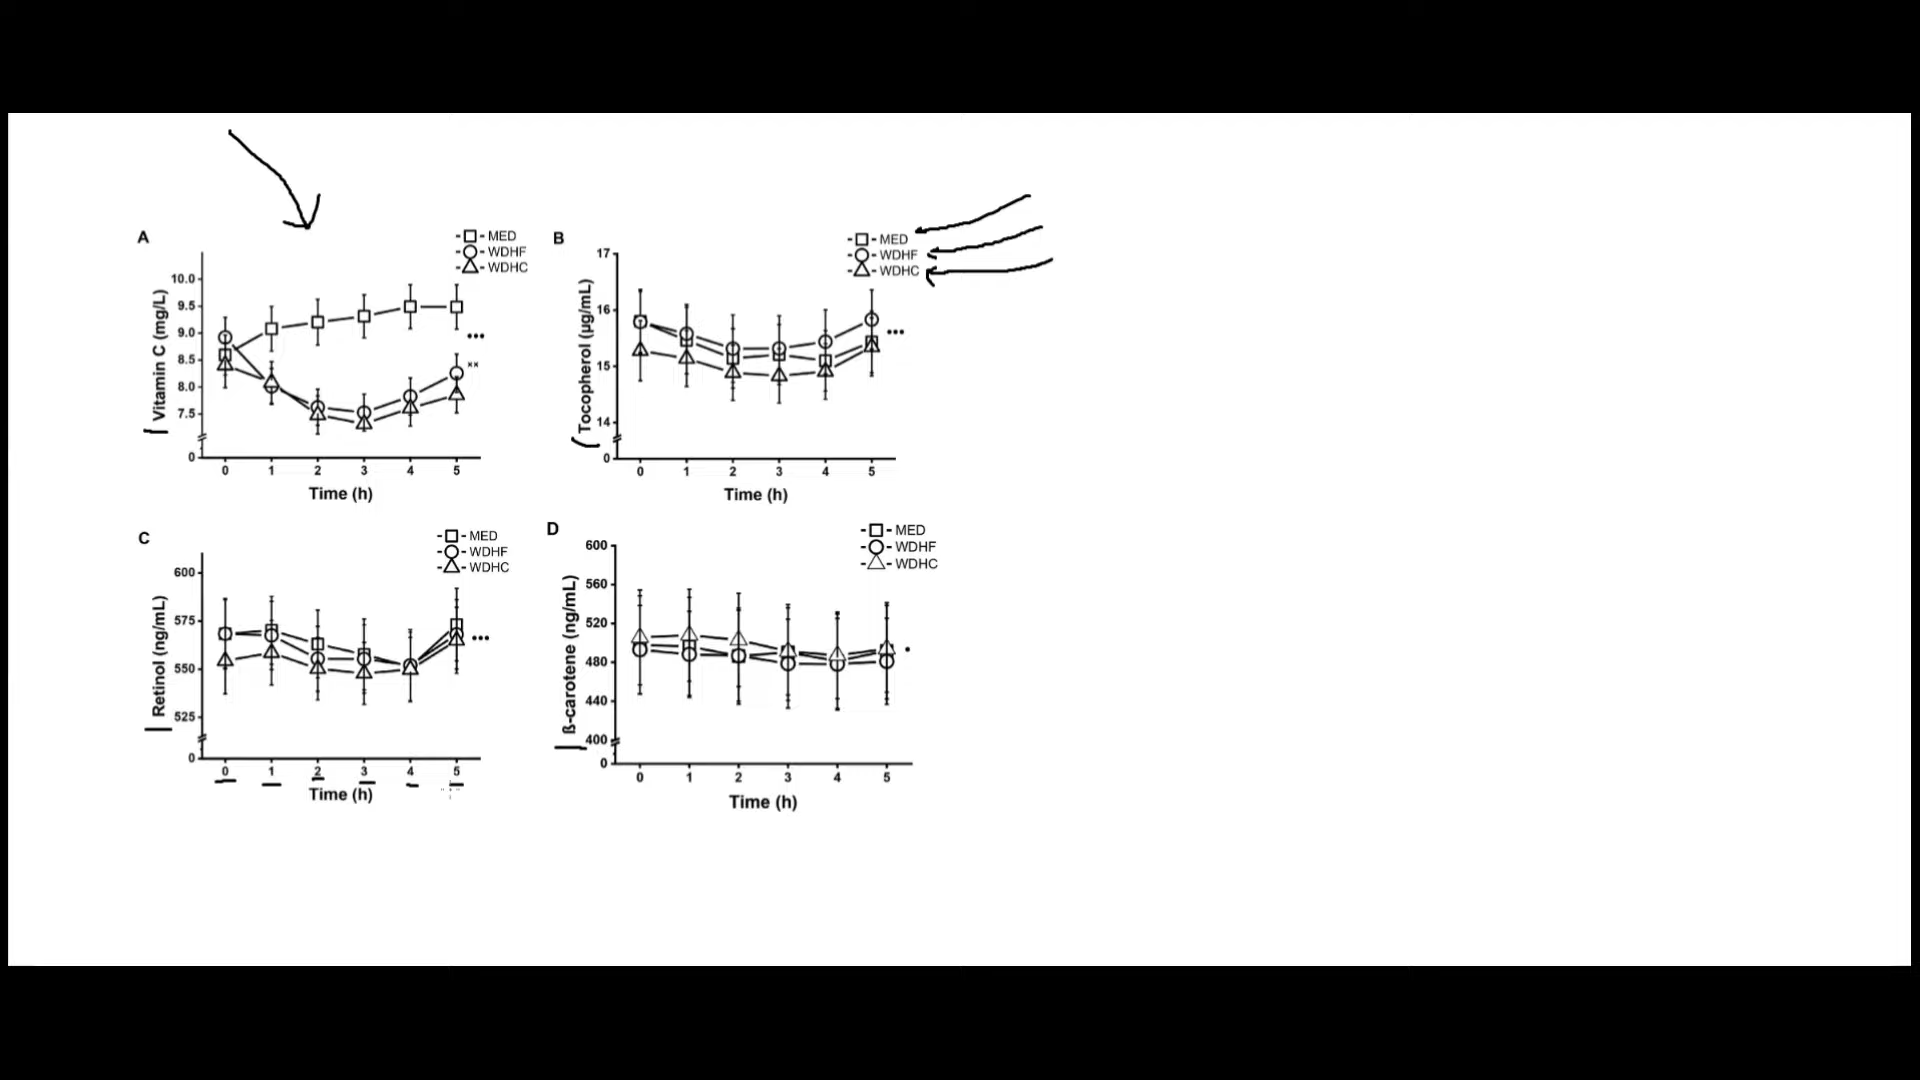 A
MED
WDHF
WDHC
Vitamin C (mg/L)
10.0
9.5
9.0
8.5
8.0
7.5
0
•••
××
0 1 2 3 4 5
Time (h)
B
MED
WDHF
WDHC
Tocopherol (µg/mL)
17
16
15
14
0
•••
0 1 2 3 4 5
Time (h)
C
MED
WDHF
WDHC
Retinol (ng/mL)
600
575
550
525
0
•••
0 1 2 3 4 5
Time (h)
D
MED
WDHF
WDHC
ß-carotene (ng/mL)
600
560
520
480
440
400
0
•
0 1 2 3 4 5
Time (h)